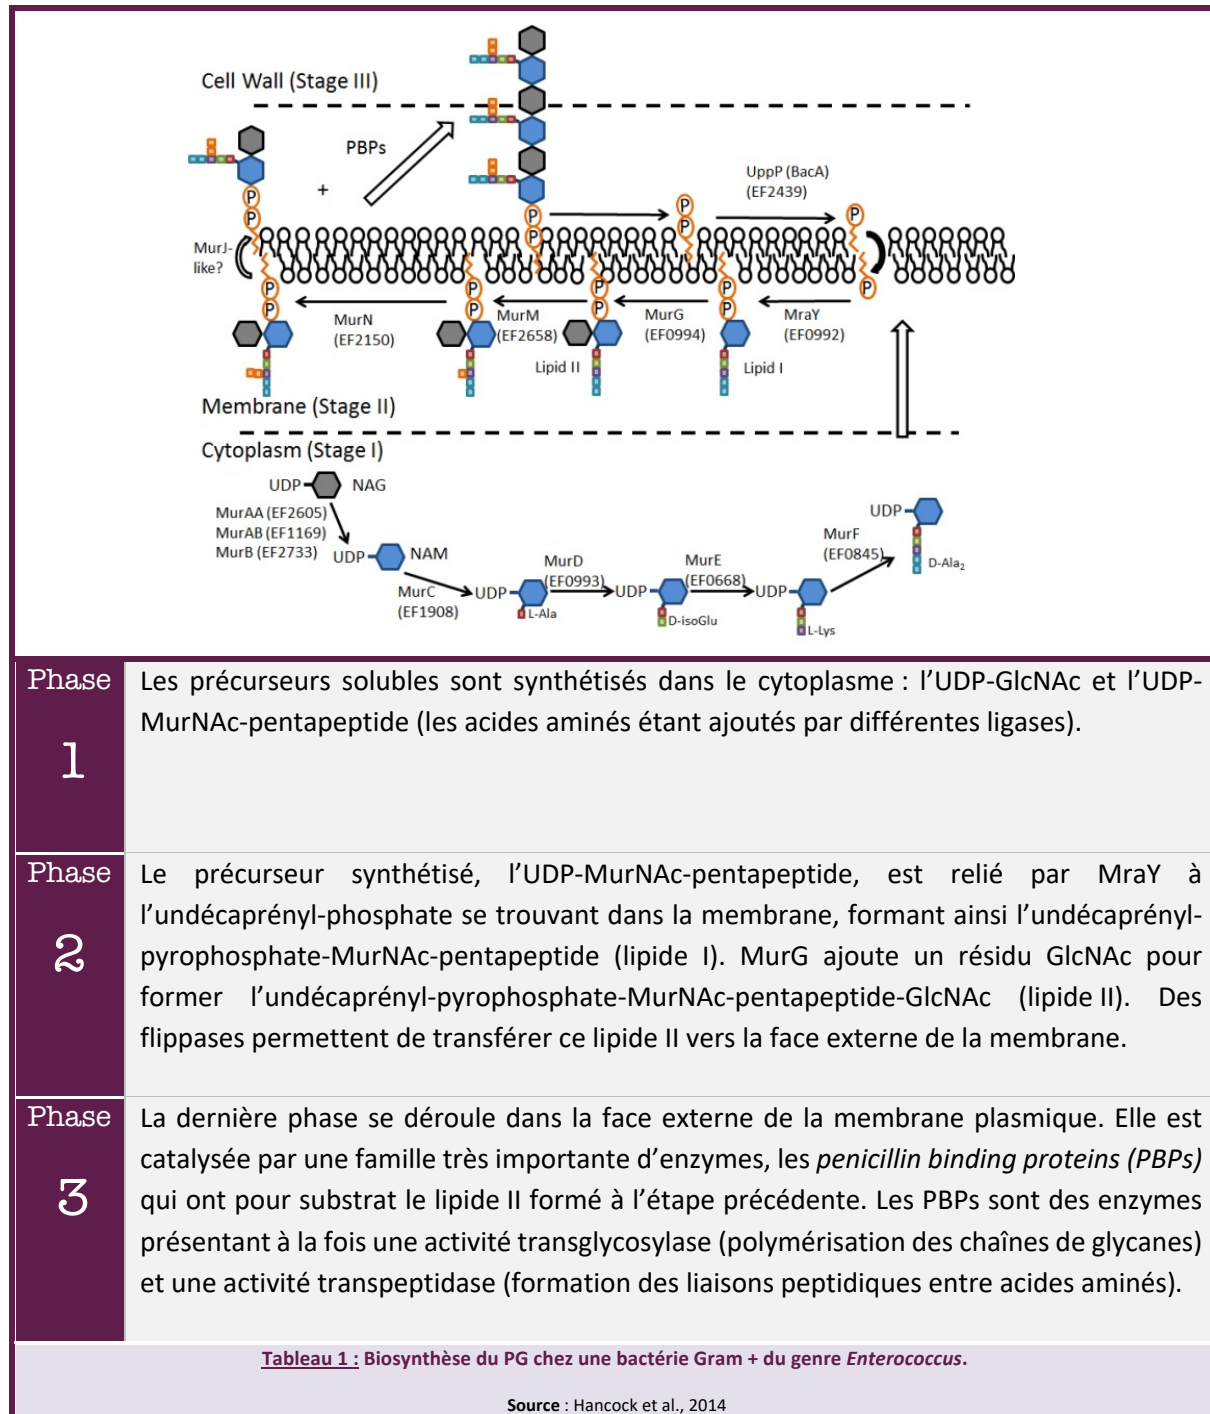 Cell Wall (Stage III)
PBPs
+
UppP (BacA)
(EF2439)
P
P
P
P
P
P
P
MurJ-
like?
P
P
P
P
P
P
P
P
P
MurN
(EF2150)
MurM
(EF2658)
MurG
(EF0994)
MraY
(EF0992)
Lipid II
Lipid I
Membrane (Stage II)
Cytoplasm (Stage I)
UDP NAG
MurAA (EF2605)
MurAB (EF1169)
MurB (EF2733)
UDP NAM
MurC
(EF1908)
UDP
L-Ala
MurD
(EF0993)
UDP
D-isoGlu
MurE
(EF0668)
UDP
L-Lys
MurF
(EF0845)
UDP
D-Ala₂
Phase
1
Les précurseurs solubles sont synthétisés dans le cytoplasme : l’UDP-GlcNAc et l’UDP-
MurNAc-pentapeptide (les acides aminés étant ajoutés par différentes ligases).
Phase
2
Le précurseur synthétisé, l’UDP-MurNAc-pentapeptide, est relié par MraY à
l’undécaprényl-phosphate se trouvant dans la membrane, formant ainsi l’undécaprényl-
pyrophosphate-MurNAc-pentapeptide (lipide I). MurG ajoute un résidu GlcNAc pour
former l’undécaprényl-pyrophosphate-MurNAc-pentapeptide-GlcNAc (lipide II). Des
flippases permettent de transférer ce lipide II vers la face externe de la membrane.
Phase
3
La dernière phase se déroule dans la face externe de la membrane plasmique. Elle est
catalysée par une famille très importante d’enzymes, les penicillin binding proteins (PBPs)
qui ont pour substrat le lipide II formé à l’étape précédente. Les PBPs sont des enzymes
présentant à la fois une activité transglycosylase (polymérisation des chaînes de glycanes)
et une activité transpeptidase (formation des liaisons peptidiques entre acides aminés).
Tableau 1 : Biosynthèse du PG chez une bactérie Gram + du genre Enterococcus.
Source : Hancock et al., 2014